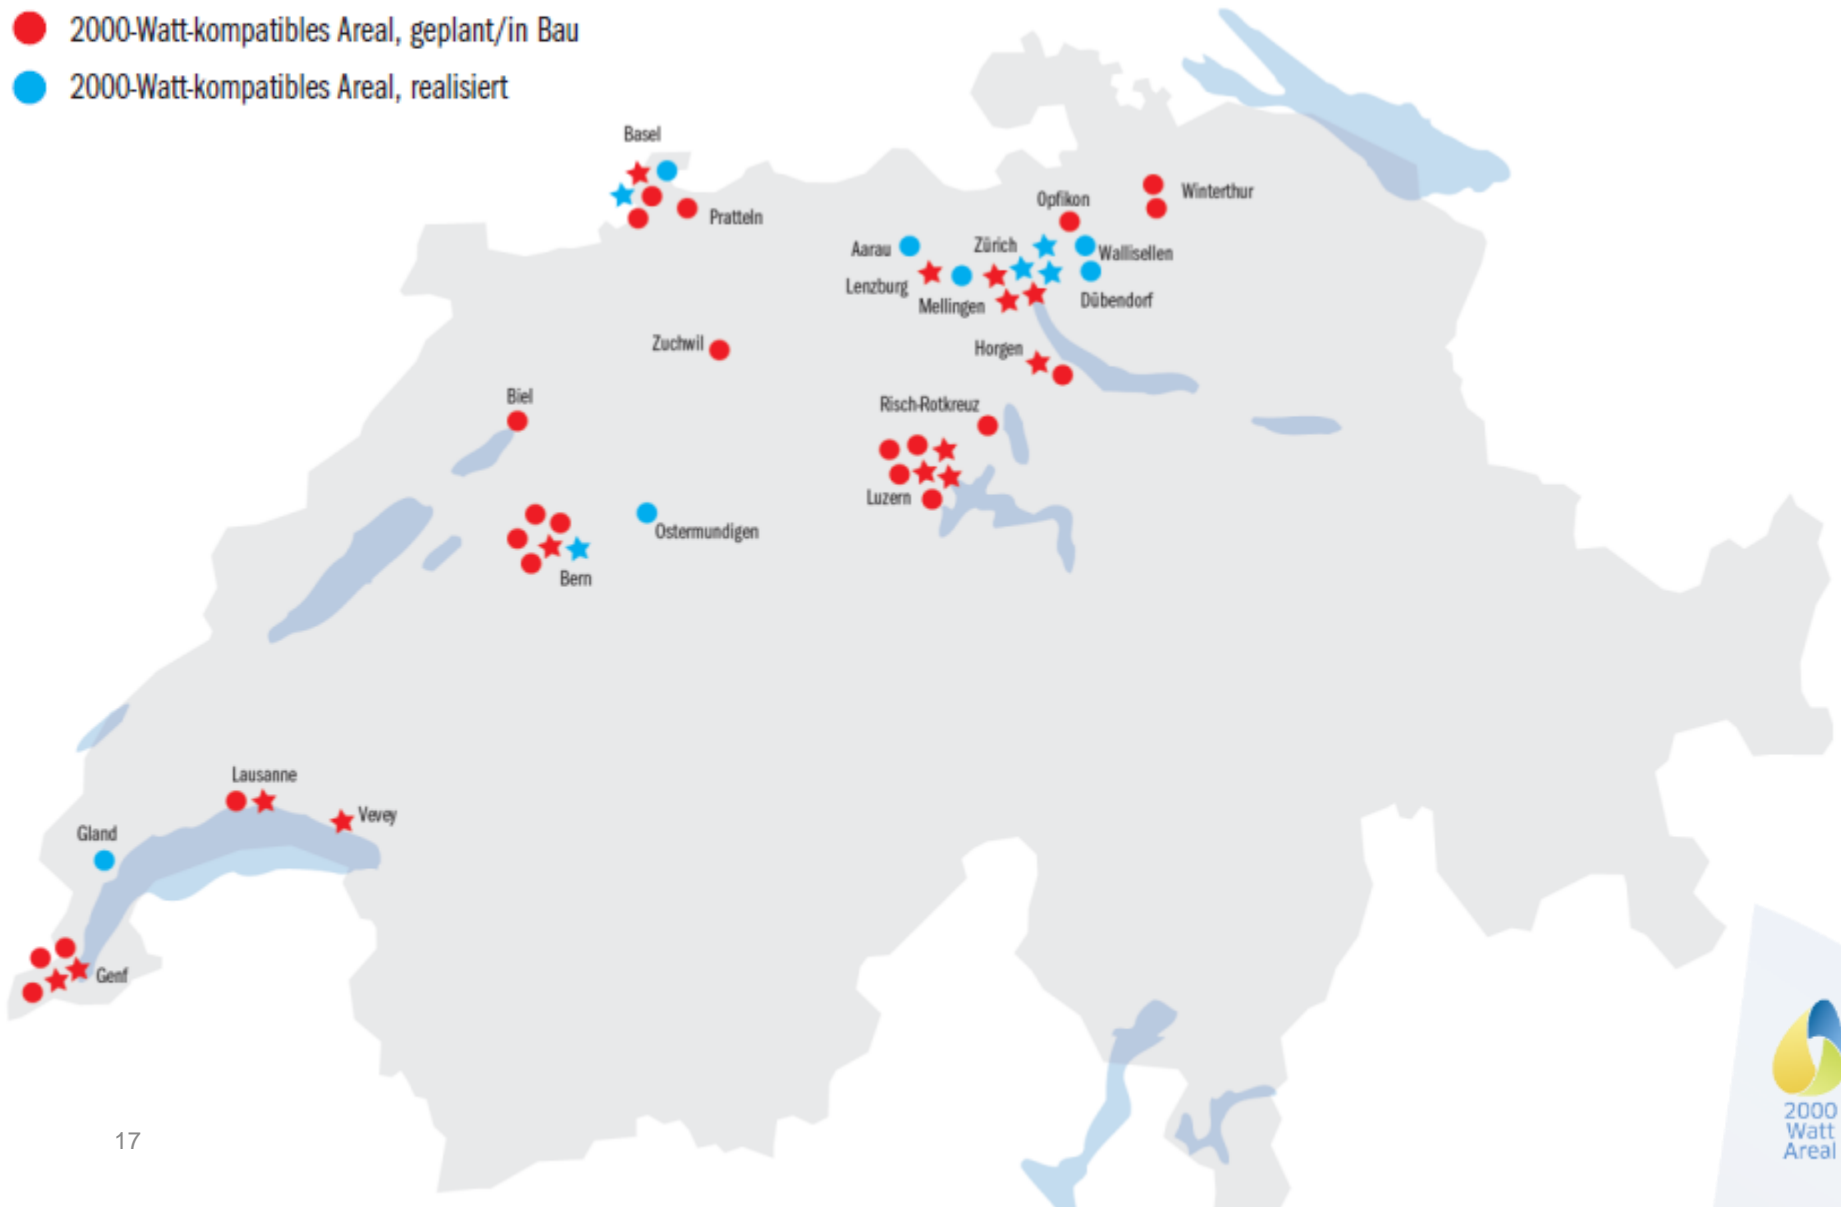 2000-Watt-kompatibles Areal, geplant/in Bau
2000-Watt-kompatibles Areal, realisiert
Basel
Pratteln
Winterthur
Opfikon
Aarau
Zürich
Wallisellen
Lenzburg
Mellingen
Dübendorf
Zuchwil
Horgen
Biel
Risch-Rotkreuz
Luzern
Ostermundigen
Bern
Lausanne
Vevey
Gland
Genf
17
2000
Watt
Areal